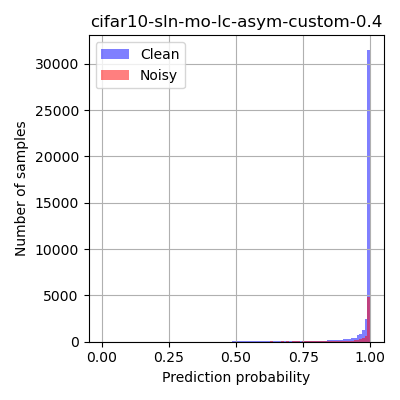 cifar10-sln-mo-lc-asym-custom-0.4
Clean
Noisy
Number of samples
30000
25000
20000
15000
10000
5000
0
0.00 0.25 0.50 0.75 1.00
Prediction probability